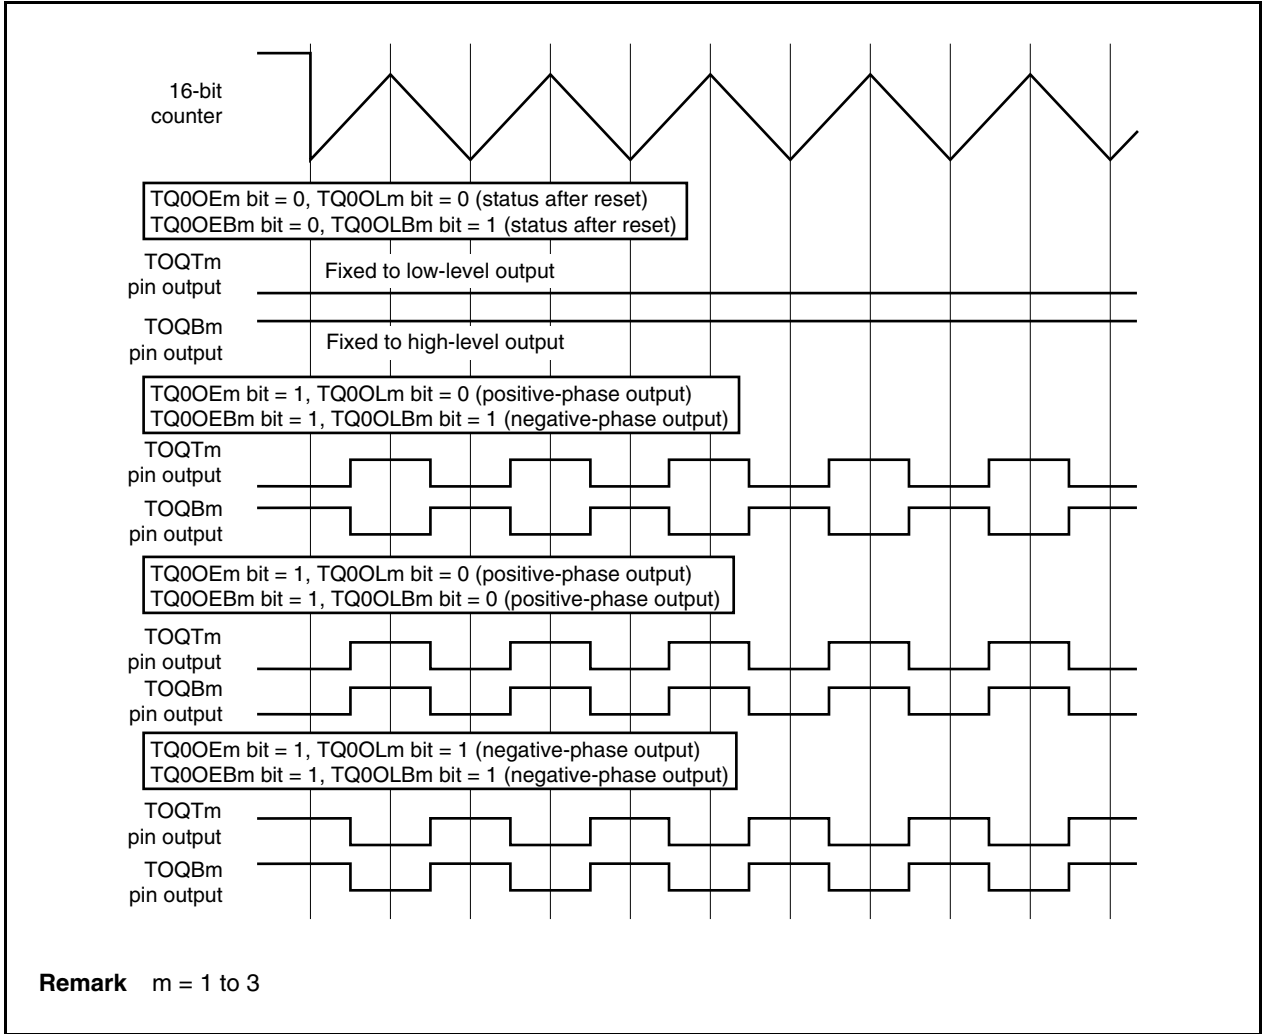 16-bit
counter
TQ0OEm bit = 0, TQ0OLm bit = 0 (status after reset)
TQ0OEBm bit = 0, TQ0OLBm bit = 1 (status after reset)
TOQTm
pin output
Fixed to low-level output
TOQBm
pin output
Fixed to high-level output
TQ0OEm bit = 1, TQ0OLm bit = 0 (positive-phase output)
TQ0OEBm bit = 1, TQ0OLBm bit = 1 (negative-phase output)
TOQTm
pin output
TOQBm
pin output
TQ0OEm bit = 1, TQ0OLm bit = 0 (positive-phase output)
TQ0OEBm bit = 1, TQ0OLBm bit = 0 (positive-phase output)
TOQTm
pin output
TOQBm
pin output
TQ0OEm bit = 1, TQ0OLm bit = 1 (negative-phase output)
TQ0OEBm bit = 1, TQ0OLBm bit = 1 (negative-phase output)
TOQTm
pin output
TOQBm
pin output
Remark m = 1 to 3